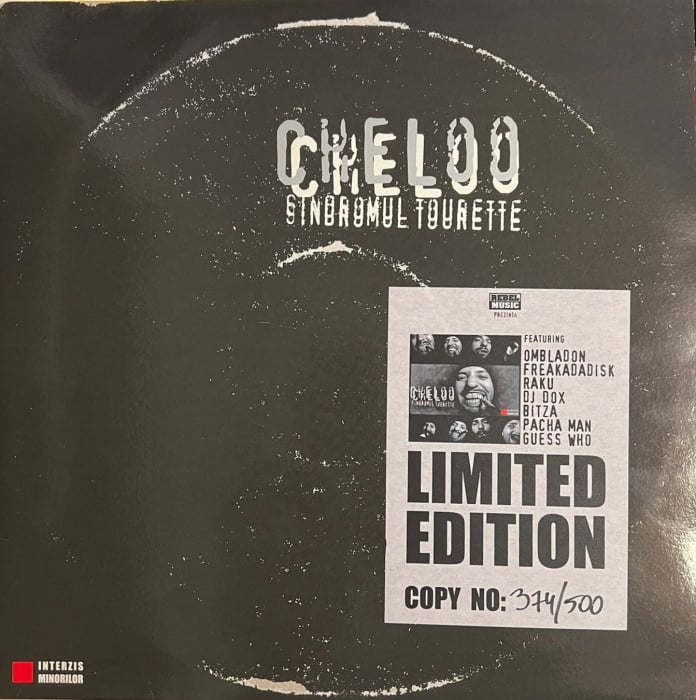 CHELOO
SINDROMUL TOURETTE
REBEL
MUSIC
PREZINTA
FEATURING
OMBLADON
FREAKADADISK
RAKU
DJ DOX
BITZA
PACHA MAN
GUESS WHO
CHELOO
SINDROMUL TOURETTE
LIMITED
EDITION
COPY NO: 374/500
INTERZIS
MINORILOR